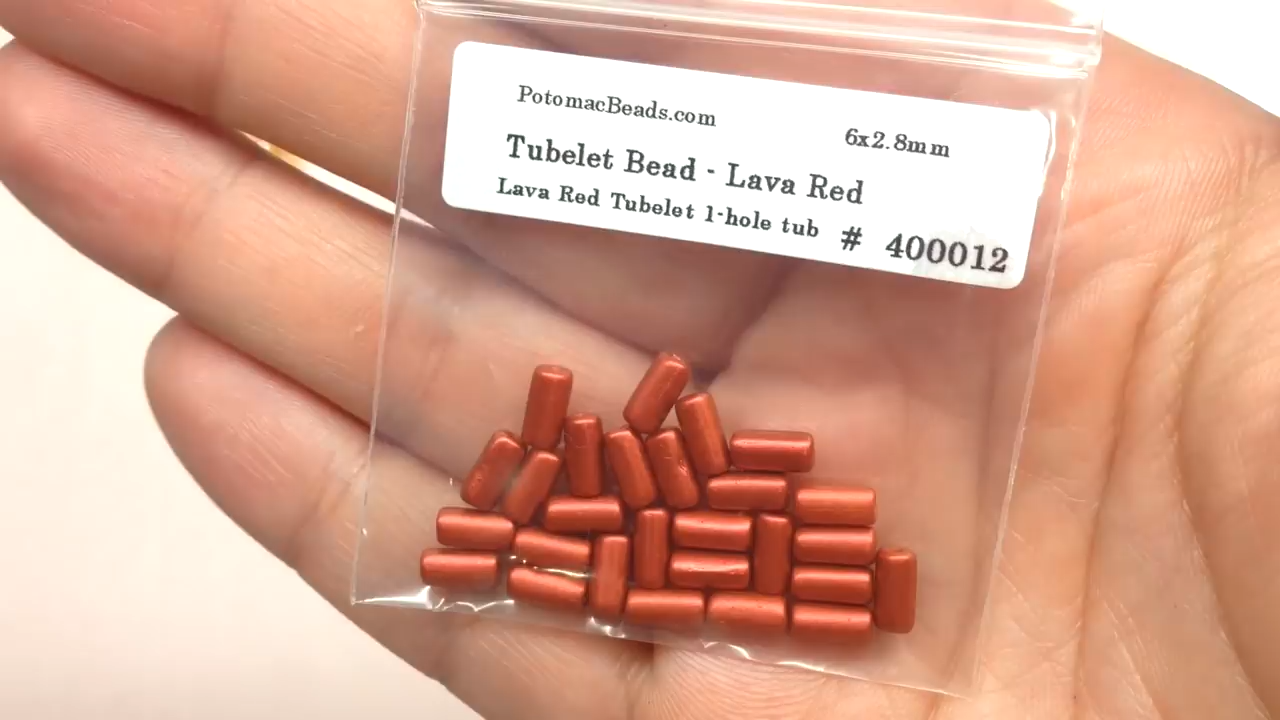 PotomacBeads.com
6x2.8mm
Tubelet Bead - Lava Red
Lava Red Tubelet 1-hole tub
# 400012